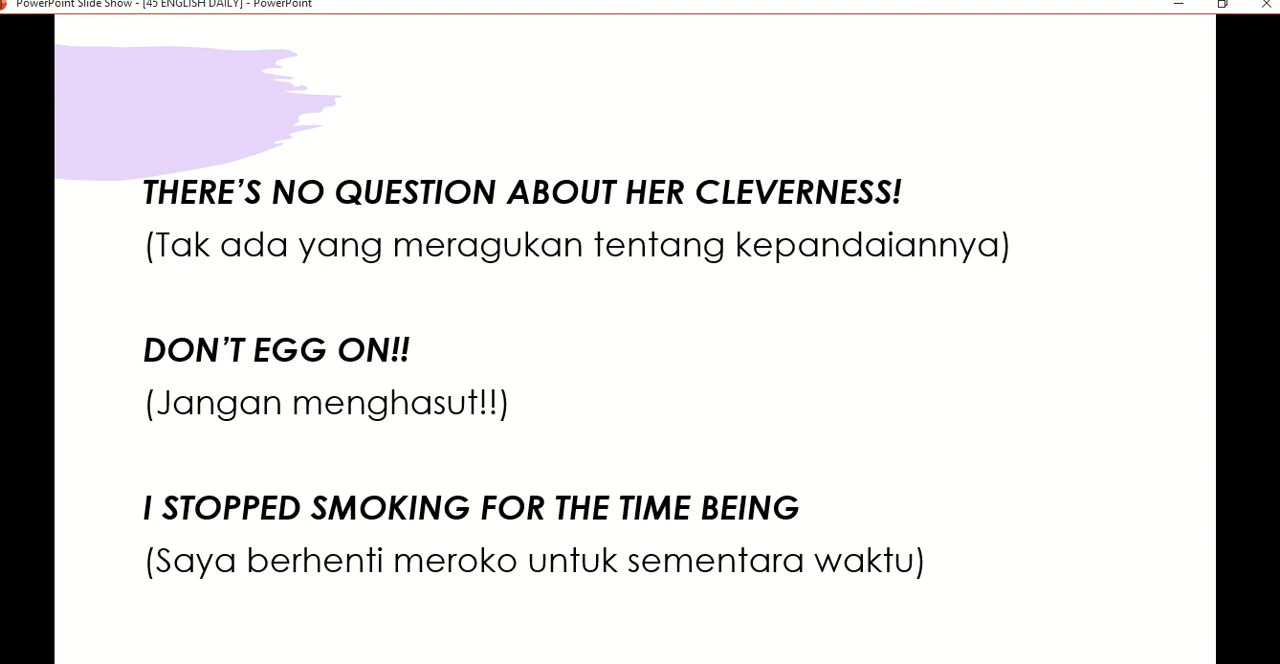 PowerPoint Slide Show - [45 ENGLISH DAILY] - PowerPoint
THERE’S NO QUESTION ABOUT HER CLEVERNESS!
(Tak ada yang meragukan tentang kepandaiannya)
DON’T EGG ON!!
(Jangan menghasut!!)
I STOPPED SMOKING FOR THE TIME BEING
(Saya berhenti meroko untuk sementara waktu)